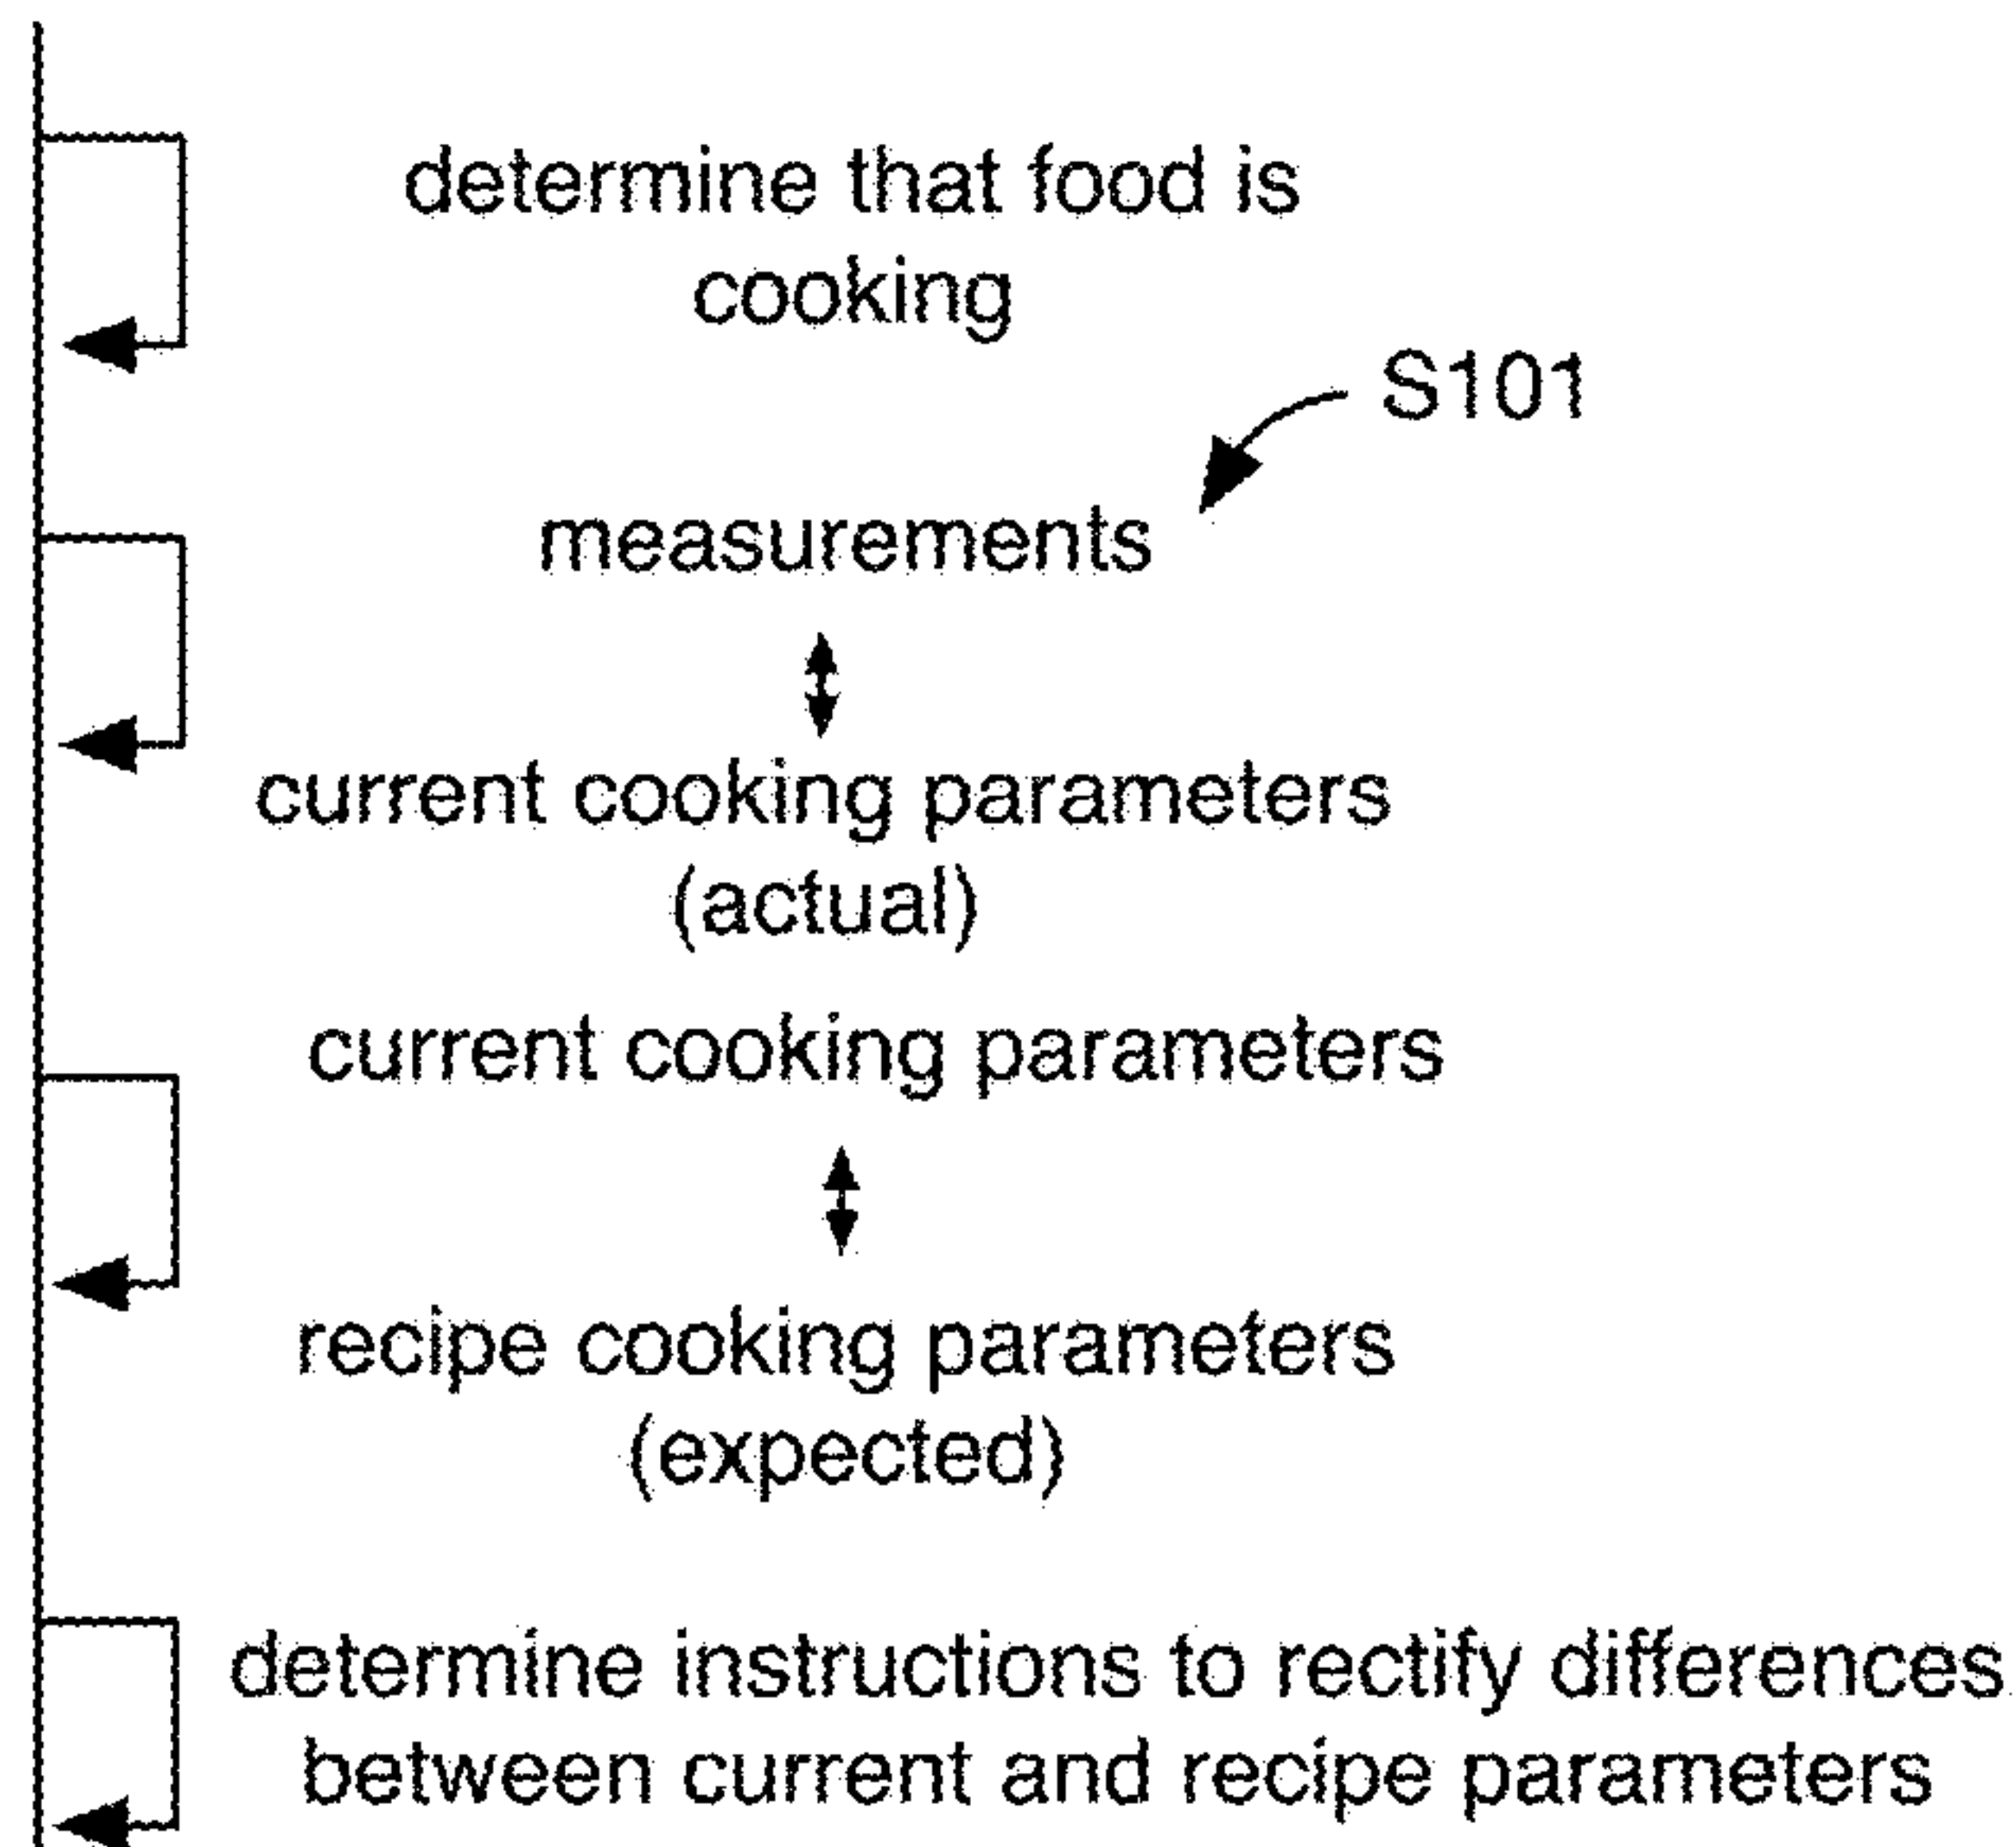 determine that food is
cooking
S101
measurements
current cooking parameters
(actual)
current cooking parameters
recipe cooking parameters
(expected)
determine instructions to rectify differences
between current and recipe parameters